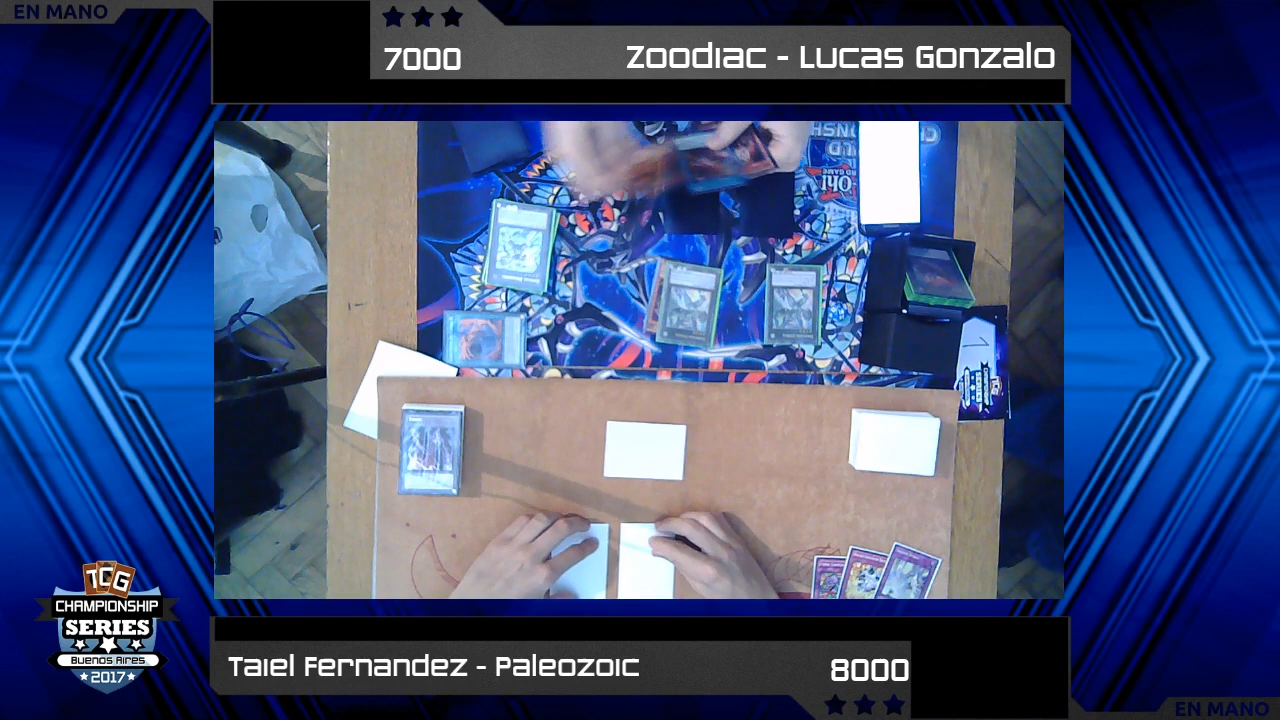 EN MANO
7000
Zoodiac - Lucas Gonzalo
TCG
CHAMPIONSHIP
SERIES
Buenos Aires
2017
Taiel Fernandez - Paleozoic
8000
EN MANO